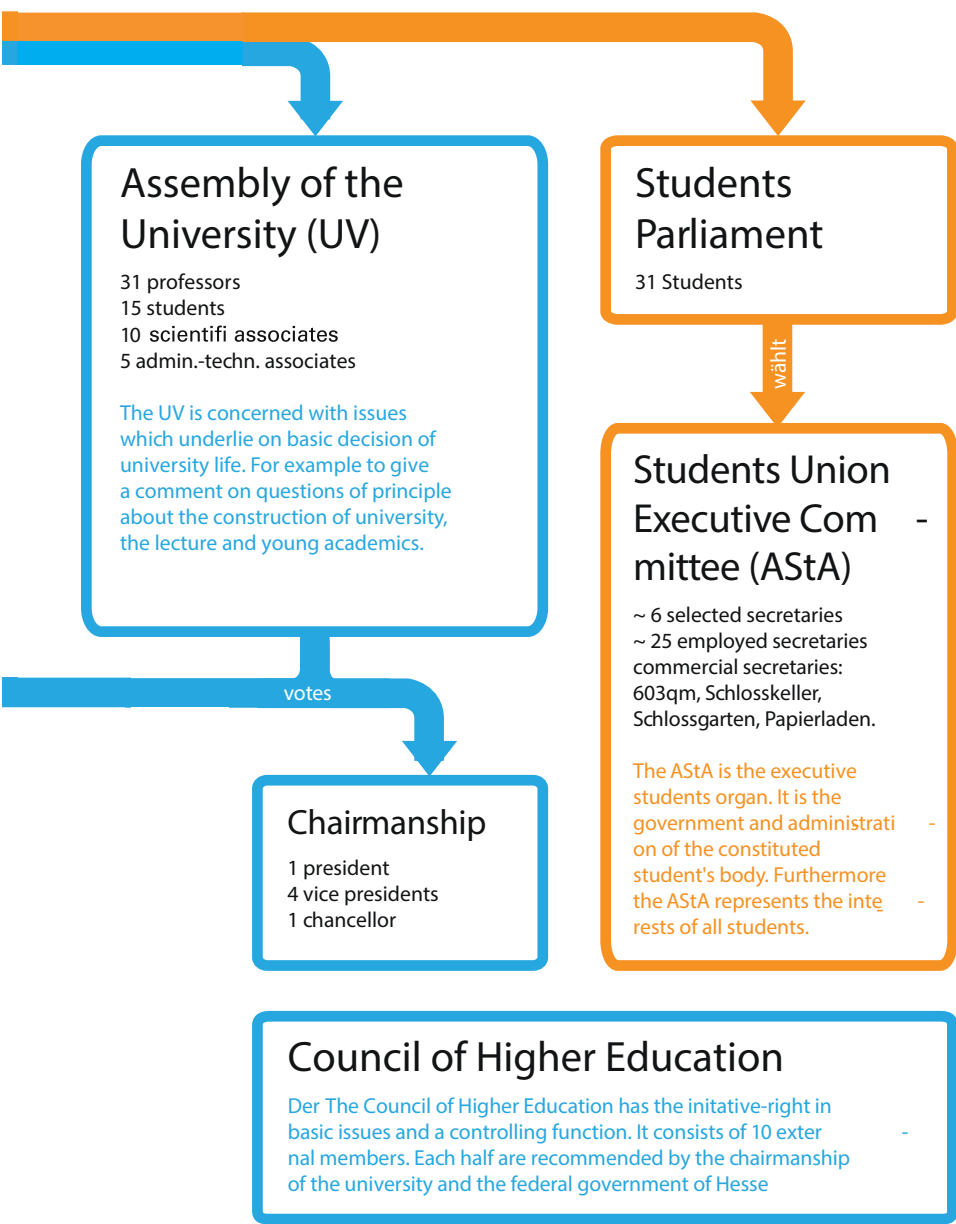 Assembly of the
University (UV)
31 professors
15 students
10 scientifi associates
5 admin.-techn. associates
The UV is concerned with issues
which underlie on basic decision of
university life. For example to give
a comment on questions of principle
about the construction of university,
the lecture and young academics.
votes
Chairmanship
1 president
4 vice presidents
1 chancellor
Students
Parliament
31 Students
wählt
Students Union
Executive Com -
mittee (AStA)
~ 6 selected secretaries
~ 25 employed secretaries
commercial secretaries:
603qm, Schlosskeller,
Schlossgarten, Papierladen.
The AStA is the executive
students organ. It is the
government and administrati -
on of the constituted
student's body. Furthermore
the AStA represents the inte -
rests of all students.
Council of Higher Education
Der The Council of Higher Education has the initative-right in
basic issues and a controlling function. It consists of 10 exter -
nal members. Each half are recommended by the chairmanship
of the university and the federal government of Hesse